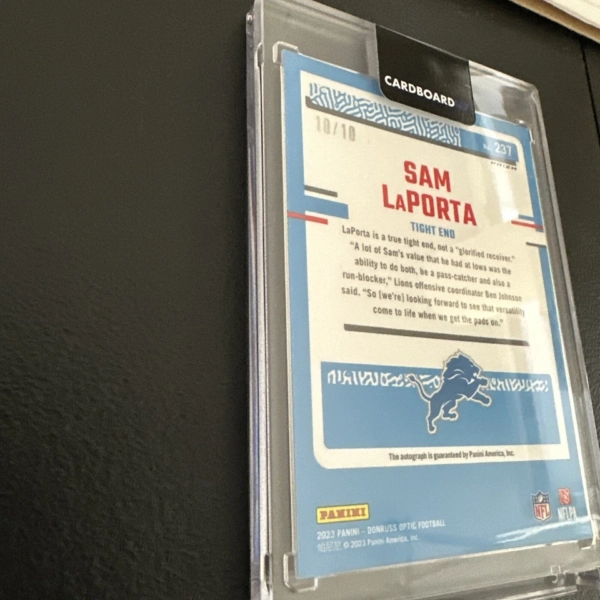 CARDBOARD
10/10
No. 237
PRIZM
SAM
LaPORTA
TIGHT END
LaPorta is a true tight end, not a "glorified receiver."
"A lot of Sam's value that he had at Iowa was the
ability to do both, be a pass-catcher and also a
run-blocker," Lions offensive coordinator Ben Johnson
said. "So [we're] looking forward to see that versatility
come to life when we get the pads on."
The autograph is guaranteed by Panini America, Inc.
PANINI
NFL
NFLPA
2023 PANINI – DONRUSS OPTIC FOOTBALL
© 2023 Panini America, Inc.